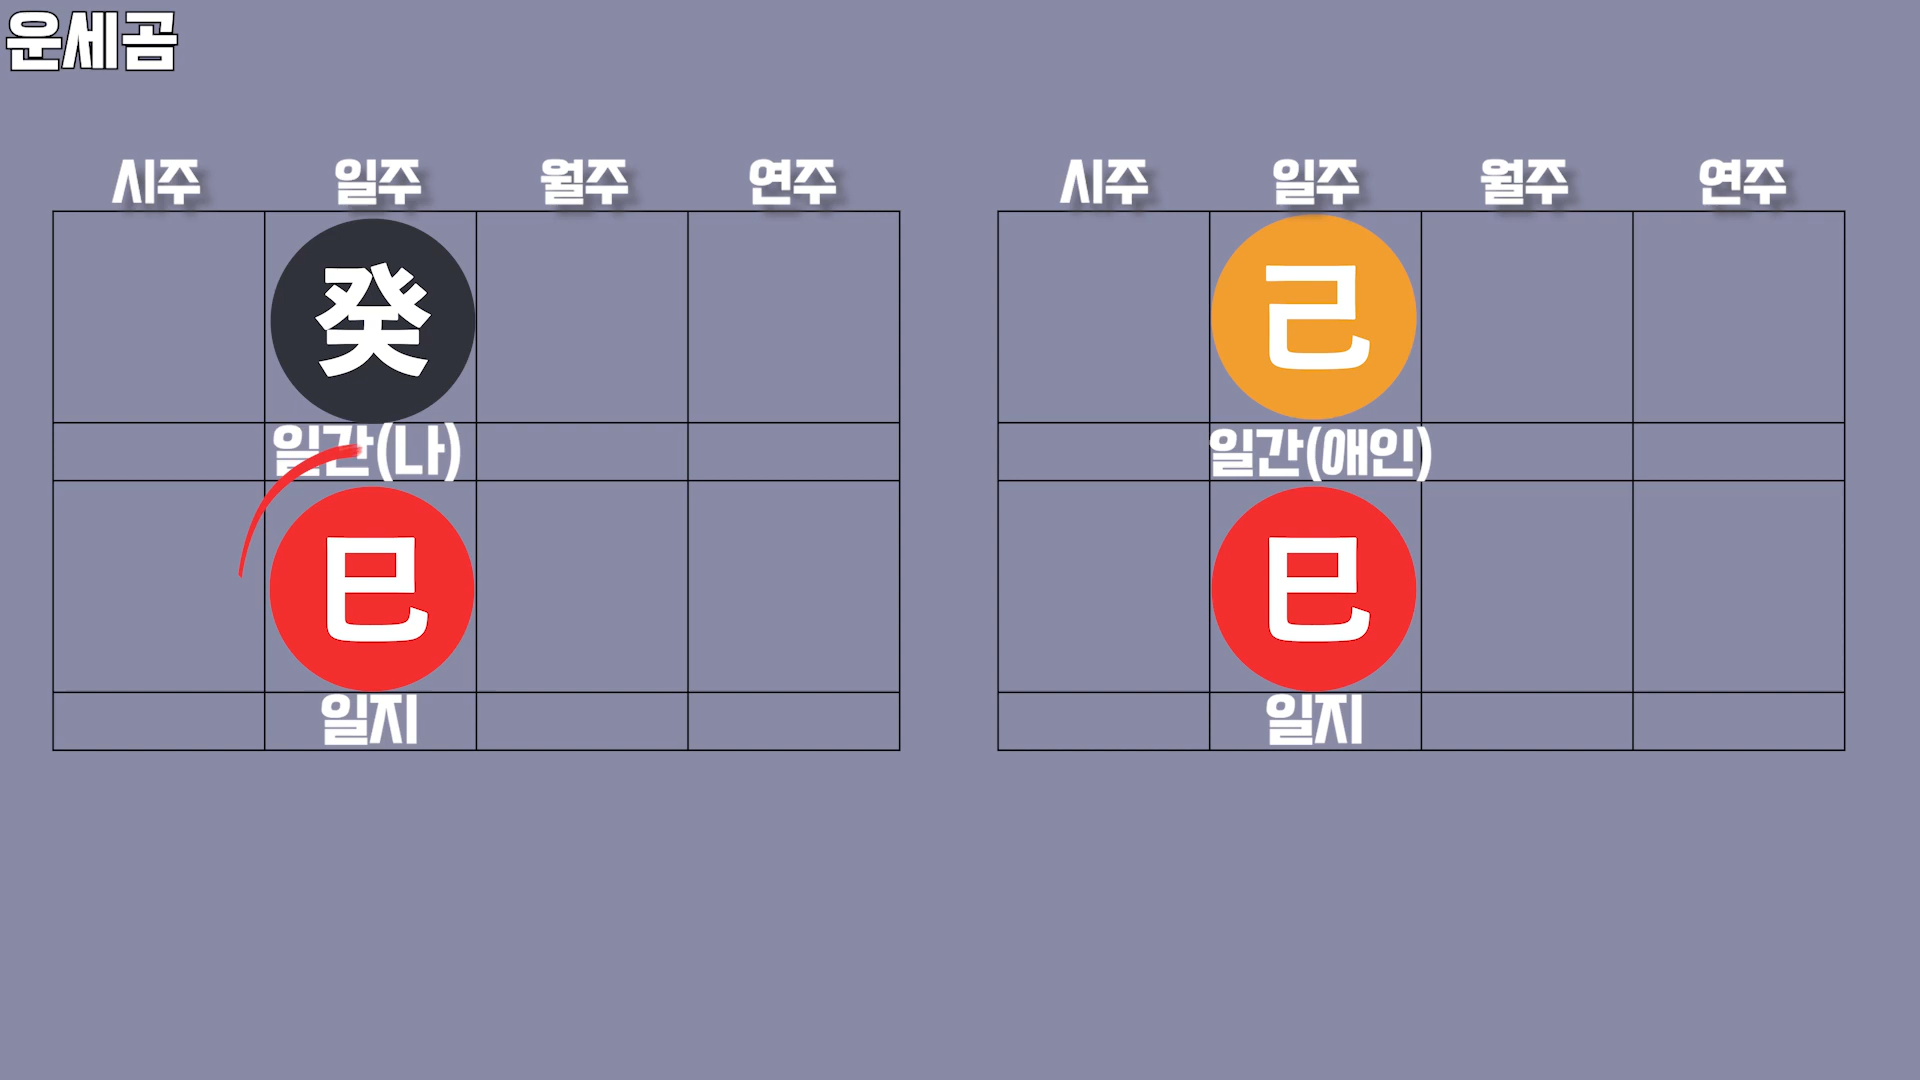 운세곰
시주 일주 월주 연주
癸
일간(나)
巳
일지
시주 일주 월주 연주
己
일간(애인)
巳
일지